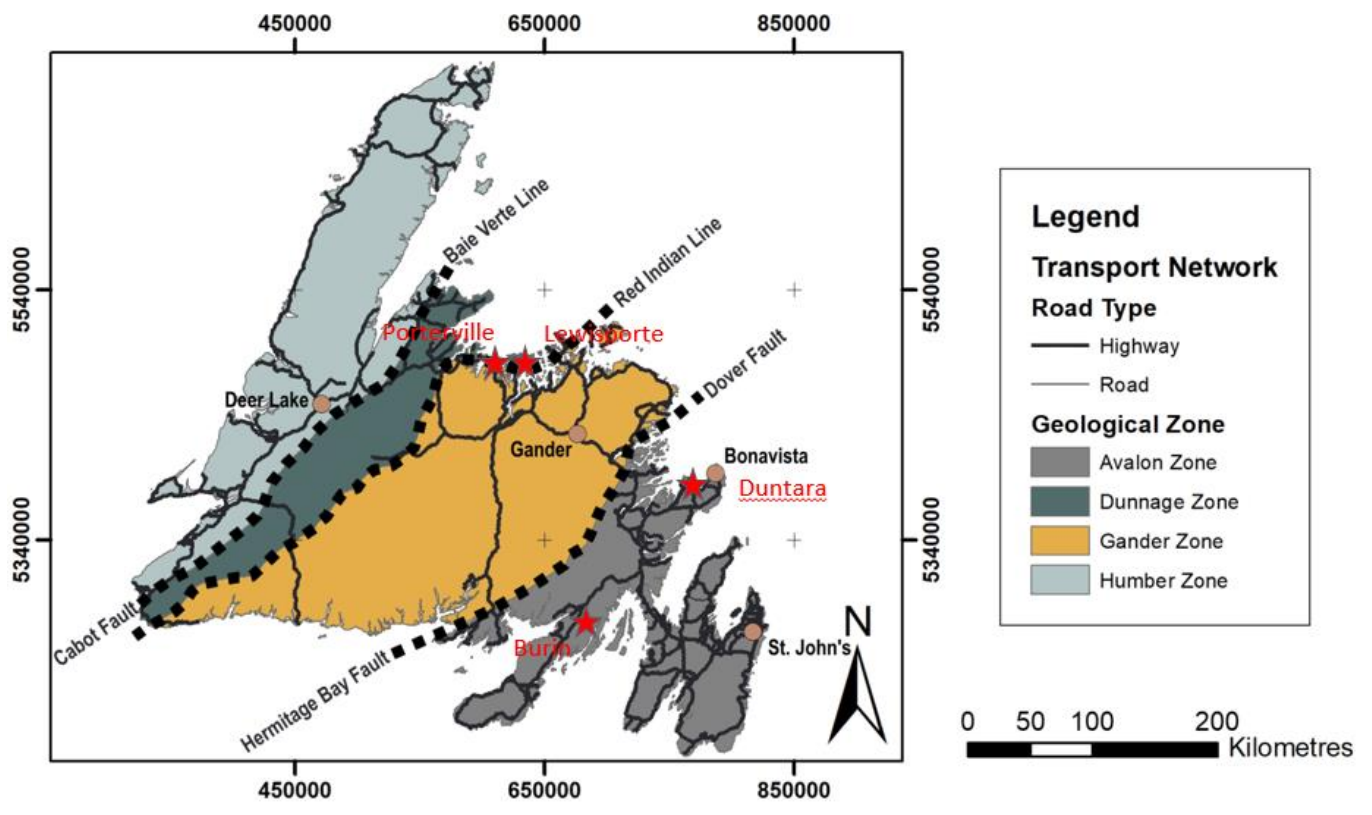 450000 650000 850000
Baie Verte Line
Red Indian Line
5540000 5540000
Porterville Lewisporte
Dover Fault
Deer Lake
Gander
Bonavista
Duntara
5340000 5340000
Cabot Fault
Burin
N
St. John's
Hermitage Bay Fault
450000 650000 850000
Legend
Transport Network
Road Type
Highway
Road
Geological Zone
Avalon Zone
Dunnage Zone
Gander Zone
Humber Zone
0 50 100 200
Kilometres